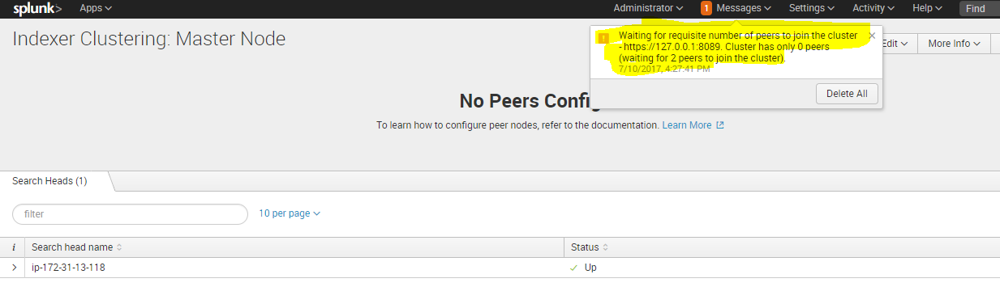 splunk> Apps Administrator 1 Messages Settings Activity Help Find
Indexer Clustering: Master Node
Waiting for requisite number of peers to join the cluster
- https://127.0.0.1:8089. Cluster has only 0 peers
(waiting for 2 peers to join the cluster).
7/10/2017, 4:27:41 PM
Edit More Info
Delete All
No Peers Config
To learn how to configure peer nodes, refer to the documentation. Learn More
Search Heads (1)
filter 10 per page
i Search head name Status
ip-172-31-13-118 Up